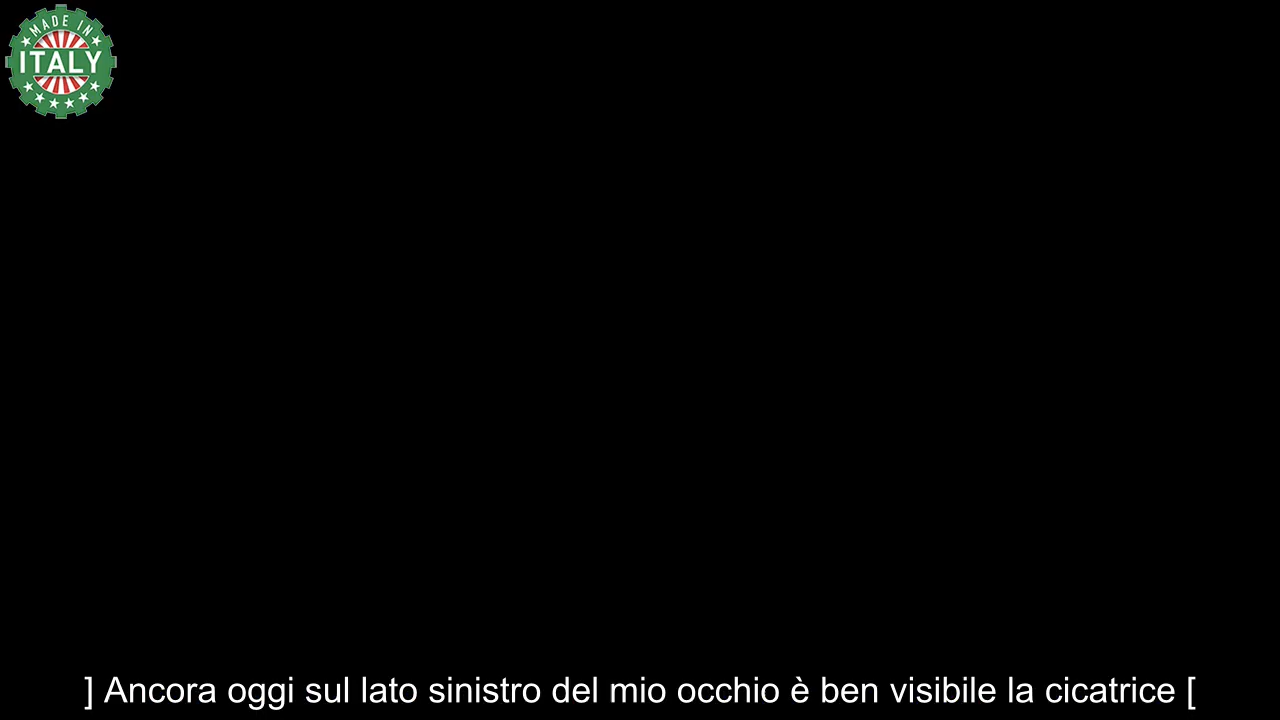 MADE IN
ITALY
] Ancora oggi sul lato sinistro del mio occhio è ben visibile la cicatrice [